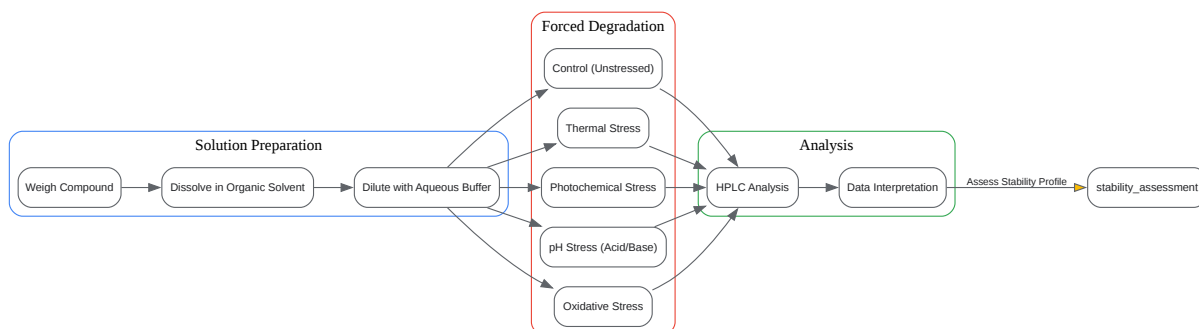 Forced Degradation
Control (Unstressed)
Solution Preparation
Thermal Stress
Analysis
Weigh Compound
Dissolve in Organic Solvent
Dilute with Aqueous Buffer
Photochemical Stress
HPLC Analysis
Data Interpretation
Assess Stability Profile
stability_assessment
pH Stress (Acid/Base)
Oxidative Stress